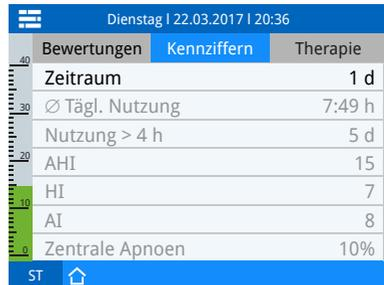 Dienstag l 22.03.2017 l 20:36
Bewertungen Kennziffern Therapie
40
Zeitraum 1 d
30
∅ Tägl. Nutzung 7:49 h
Nutzung > 4 h 5 d
20
AHI 15
HI 7
10
AI 8
0
Zentrale Apnoen 10%
ST